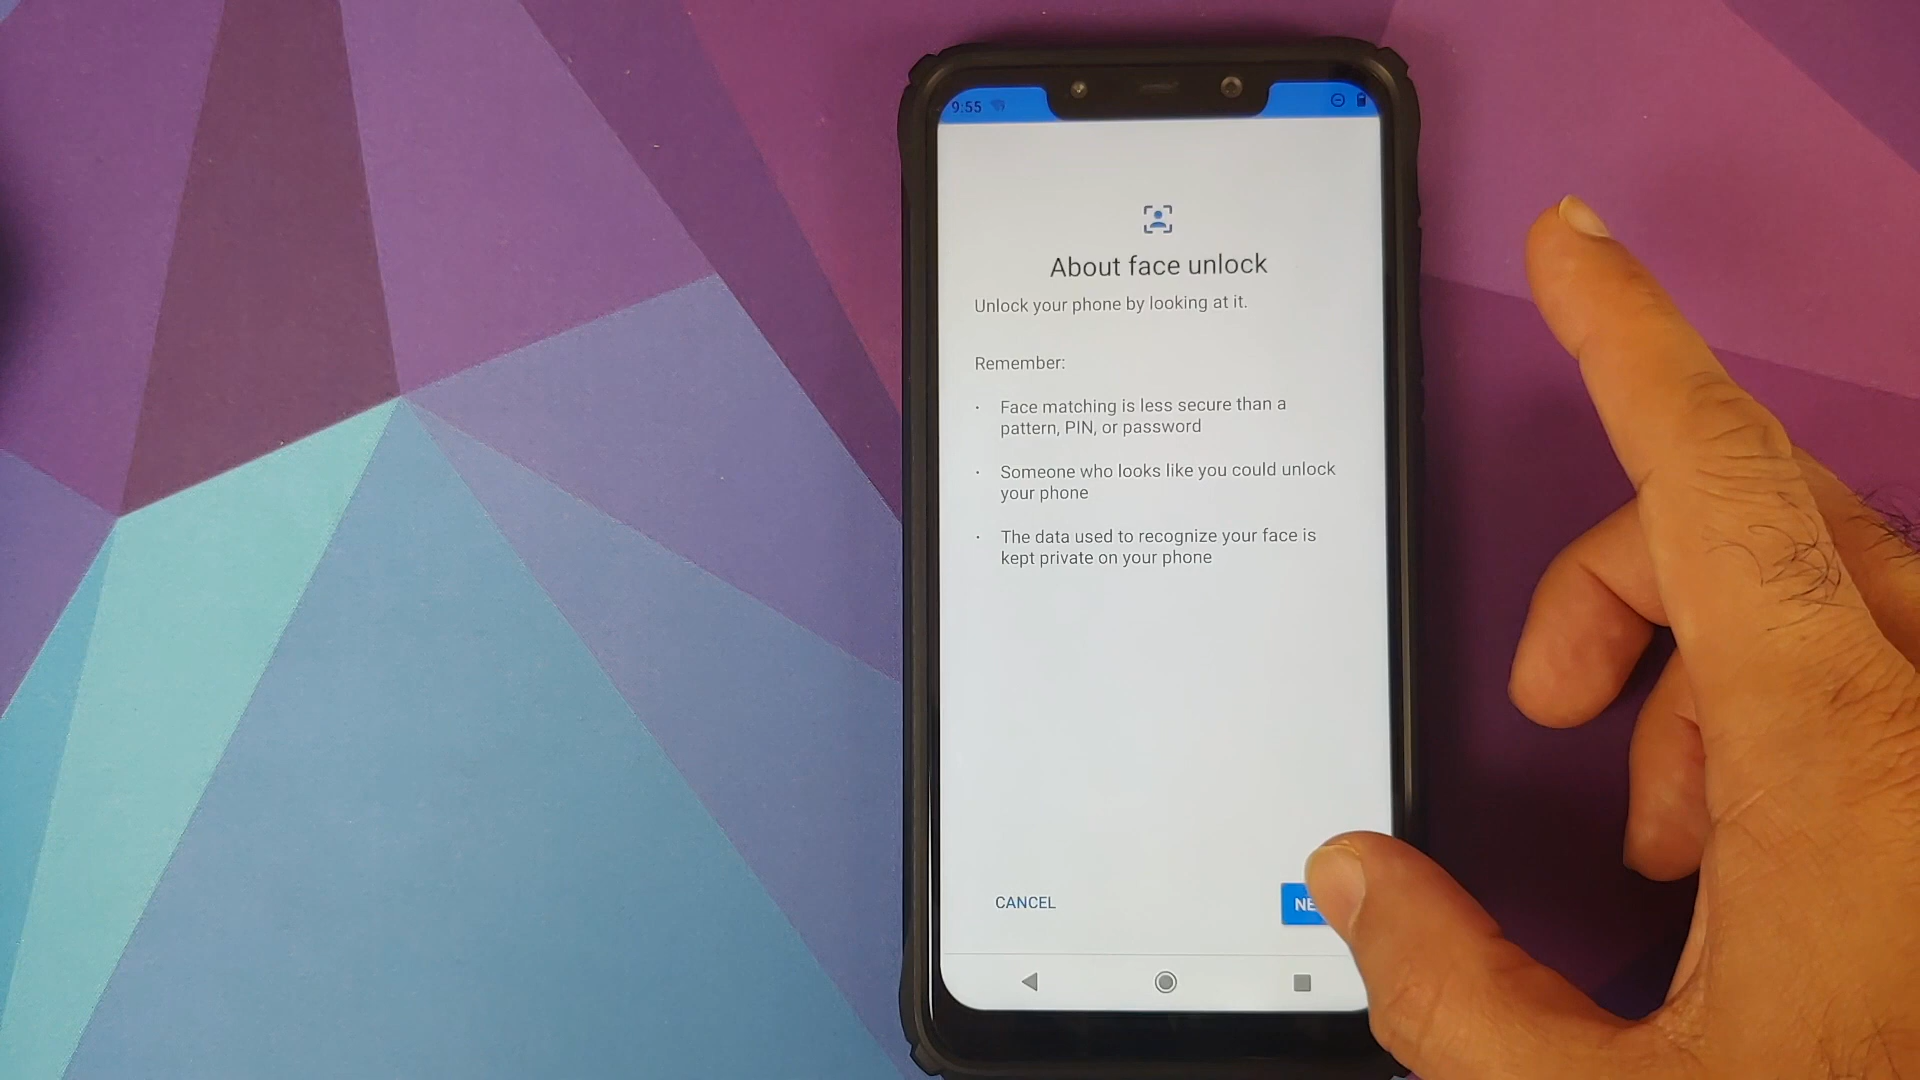 9:55
About face unlock
Unlock your phone by looking at it.
Remember:
· Face matching is less secure than a
pattern, PIN, or password
· Someone who looks like you could unlock
your phone
· The data used to recognize your face is
kept private on your phone
CANCEL